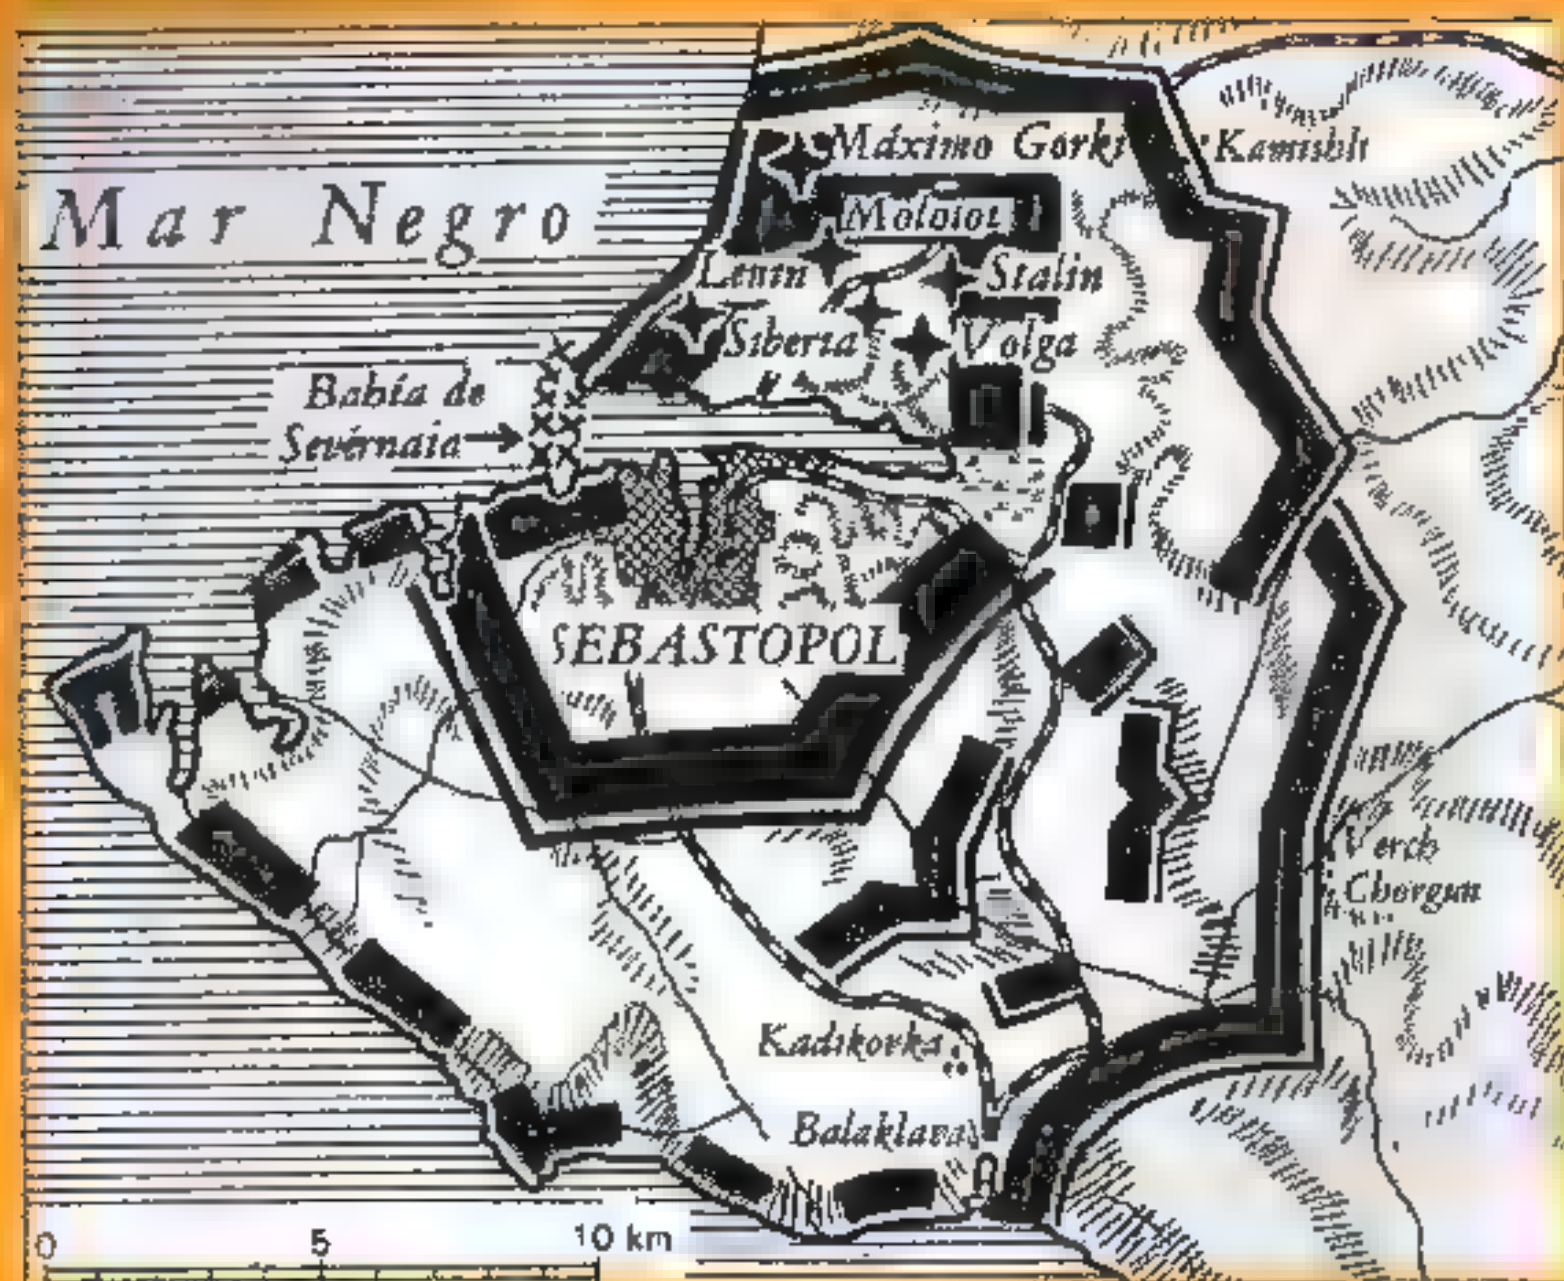 Máximo Gorki
Kamishli
Mar Negro
Molotot
Lenin
Stalin
Siberia
Volga
Bahía de
Sevérnaia
SEBASTOPOL
Verch
Chorgun
Kadikovka
Balaklava
0 5 10 km